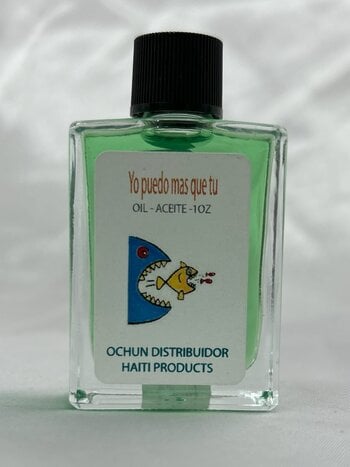 Yo puedo mas que tu
OIL - ACEITE -1OZ
OCHUN DISTRIBUIDOR
HAITI PRODUCTS